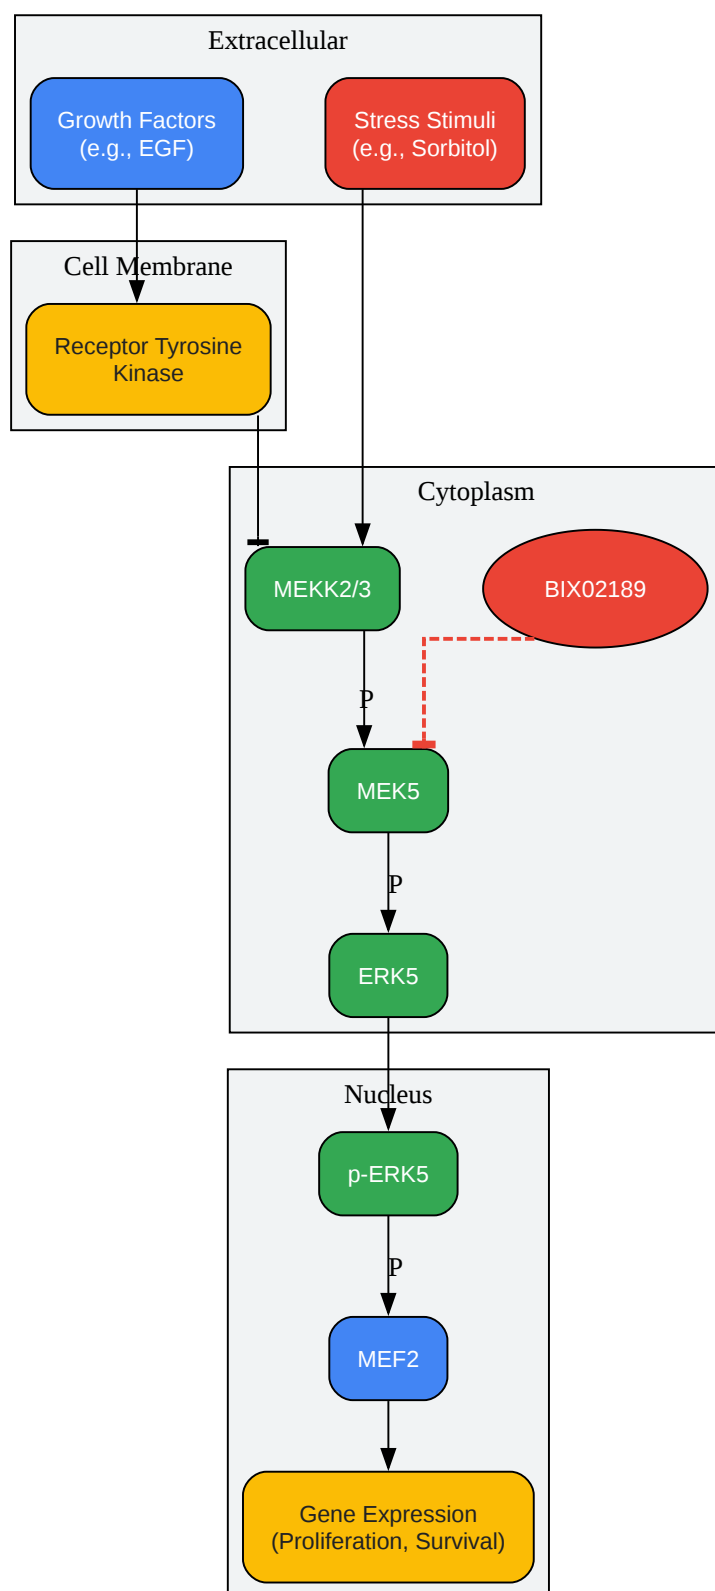 Extracellular
Growth Factors
(e.g., EGF)
Stress Stimuli
(e.g., Sorbitol)
Cell Membrane
Receptor Tyrosine
Kinase
Cytoplasm
MEKK2/3
BIX02189
P
MEK5
P
ERK5
Nucleus
p-ERK5
P
MEF2
Gene Expression
(Proliferation, Survival)